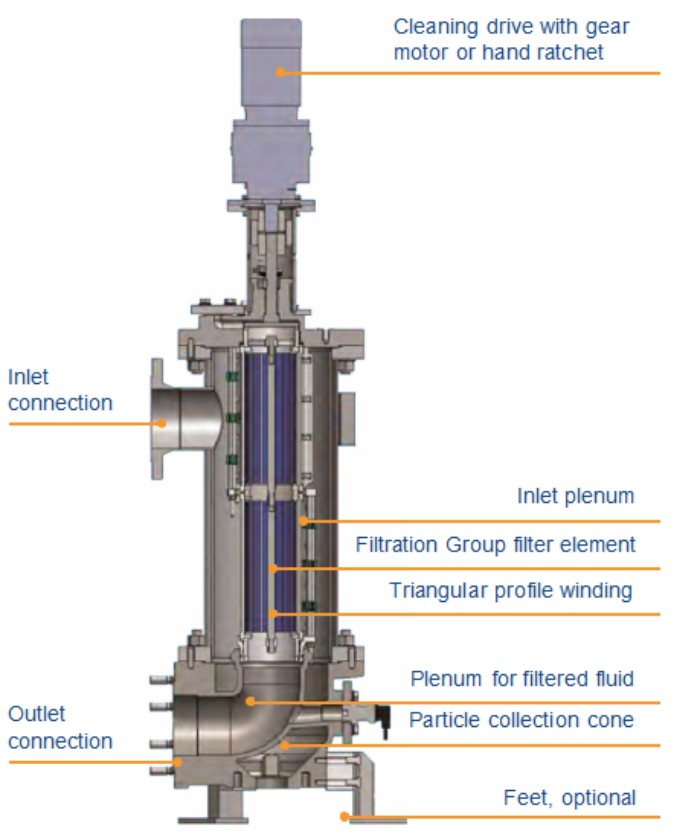 Cleaning drive with gear
motor or hand ratchet
Inlet
connection
Inlet plenum
Filtration Group filter element
Triangular profile winding
Plenum for filtered fluid
Outlet
connection
Particle collection cone
Feet, optional